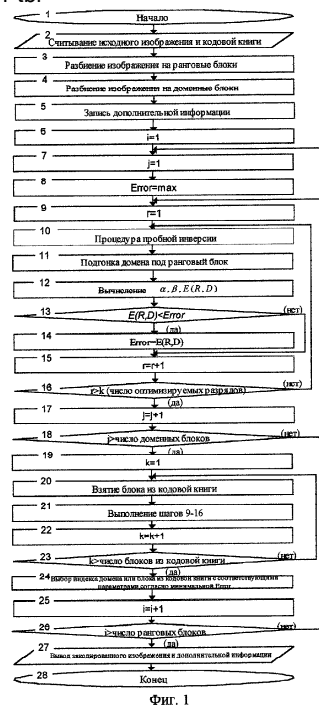 1 Начало
2 Считывание исходного изображения и кодовой книги
3 Разбиение изображения на ранговые блоки
4 Разбиение изображения на доменные блоки
5 Запись дополнительной информации
6 i=1
7 j=1
8 Error=max
9 r=1
10 Процедура пробной инверсии
11 Подгонка домена под ранговый блок
12 Вычисление α, β, E(R, D)
13 E(R,D)<Error (нет)
(да)
14 Error=E(R,D)
15 r=r+1
16 r>k (число оптимизируемых разрядов) (нет)
(да)
17 j=j+1
18 j>число доменных блоков (нет)
(да)
19 k=1
20 Взятие блока из кодовой книги
21 Выполнение шагов 9-16
22 k=k+1
23 k>число блоков из кодовой книги (нет)
(да)
24 Выбор индекса домена или блока из кодовой книги с соответствующими
параметрами согласно минимальной Error
25 i=i+1
26 i>число ранговых блоков (нет)
(да)
27 Вывод закодированного изображения и дополнительной информации
28 Конец
Фиг. 1